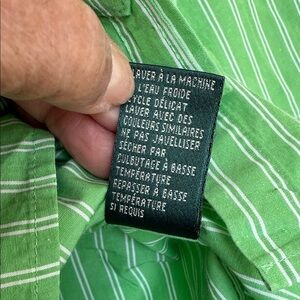 LAVER À LA MACHINE
L'EAU FROIDE
CYCLE DÉLICAT
LAVER AVEC DES
COULEURS SIMILAIRES
NE PAS JAVELLISER
SÉCHER PAR
CULBUTAGE À BASSE
TEMPÉRATURE
REPASSER À BASSE
TEMPÉRATURE
SI REQUIS